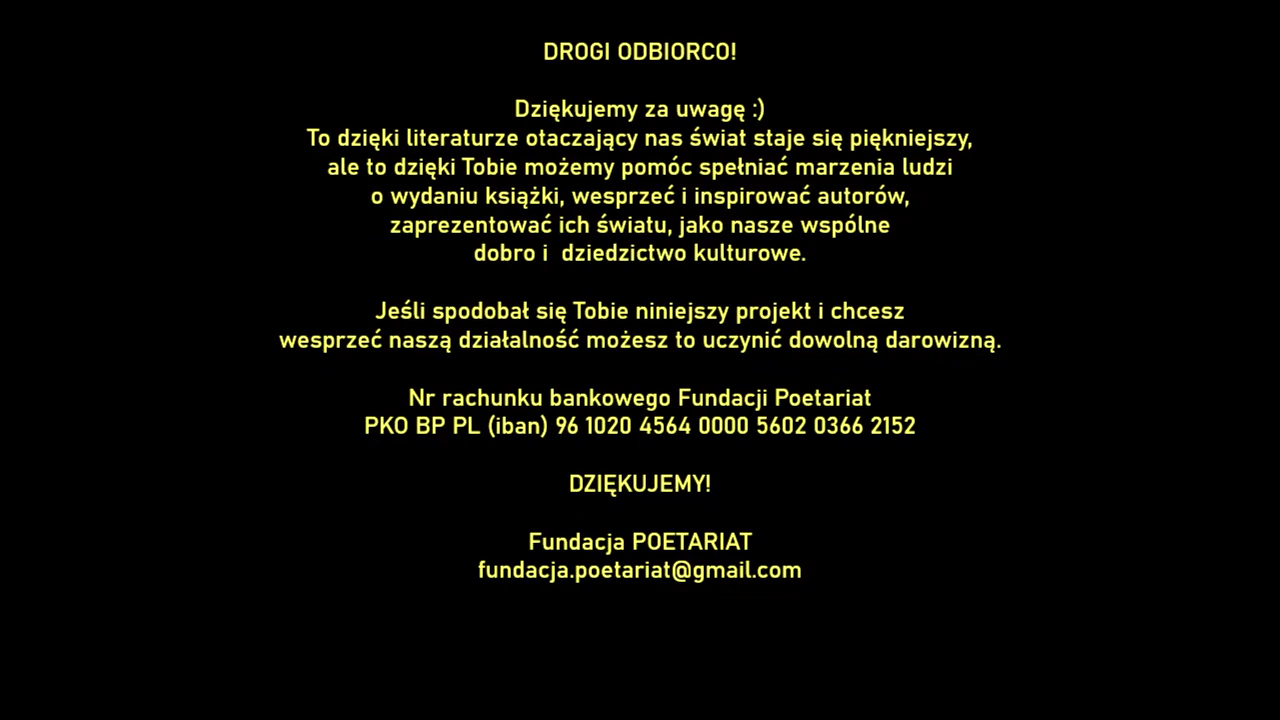 DROGI ODBIORCO!
Dziękujemy za uwagę :)
To dzięki literaturze otaczający nas świat staje się piękniejszy,
ale to dzięki Tobie możemy pomóc spełniać marzenia ludzi
o wydaniu książki, wesprzeć i inspirować autorów,
zaprezentować ich światu, jako nasze wspólne
dobro i  dziedzictwo kulturowe.
Jeśli spodobał się Tobie niniejszy projekt i chcesz
wesprzeć naszą działalność możesz to uczynić dowolną darowizną.
Nr rachunku bankowego Fundacji Poetariat
PKO BP PL (iban) 96 1020 4564 0000 5602 0366 2152
DZIĘKUJEMY!
Fundacja POETARIAT
fundacja.poetariat@gmail.com